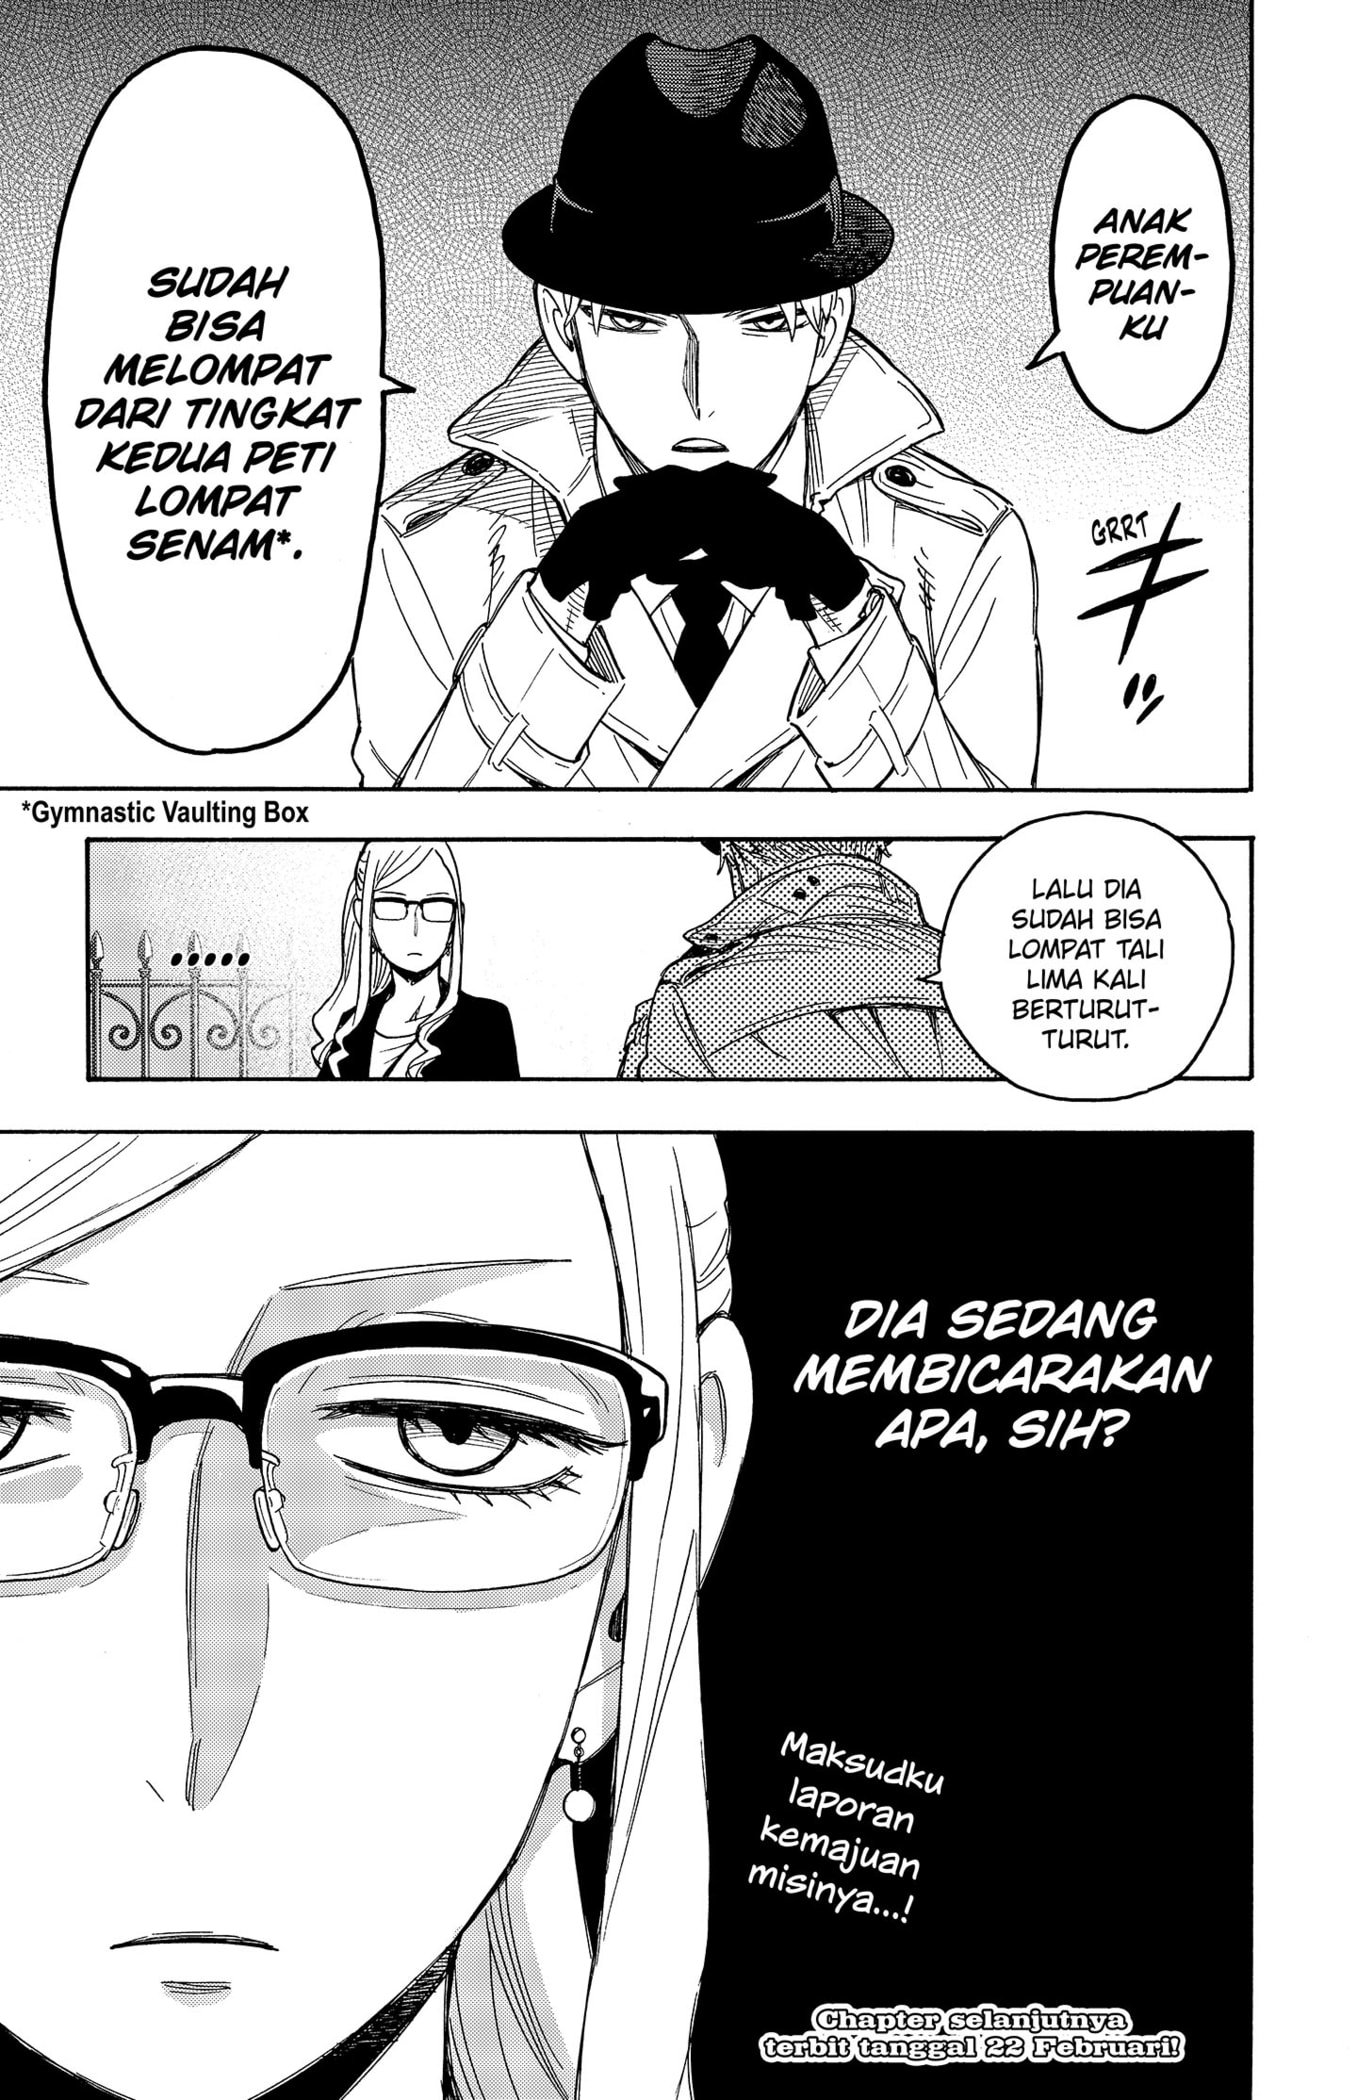 ANAK
PEREM-
PUAN-
KU
SUDAH
BISA
MELOMPAT
DARI TINGKAT
KEDUA PETI
LOMPAT
SENAM*.
GRRT
*Gymnastic Vaulting Box
LALU DIA
SUDAH BISA
LOMPAT TALI
LIMA KALI
BERTURUT-
TURUT.
.....
DIA SEDANG
MEMBICARAKAN
APA, SIH?
Maksudku
laporan
kemajuan
misinya...!
Chapter selanjutnya
terbit tanggal 22 Februari!